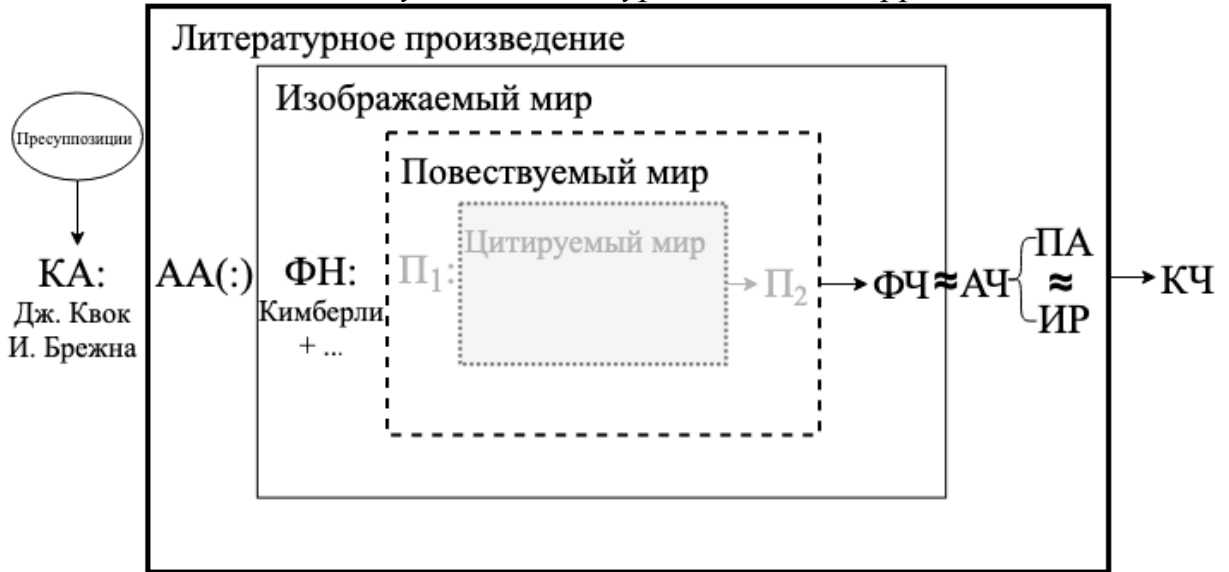 Литературное произведение
Изображаемый мир
Пресуппозиции
Повествуемый мир
Цитируемый мир
КА: АА(:) ФН: П1: П2 ФЧ≈АЧ ПА ≈ ИР КЧ
Дж. Квок
И. Брежна
Кимберли
+ ...